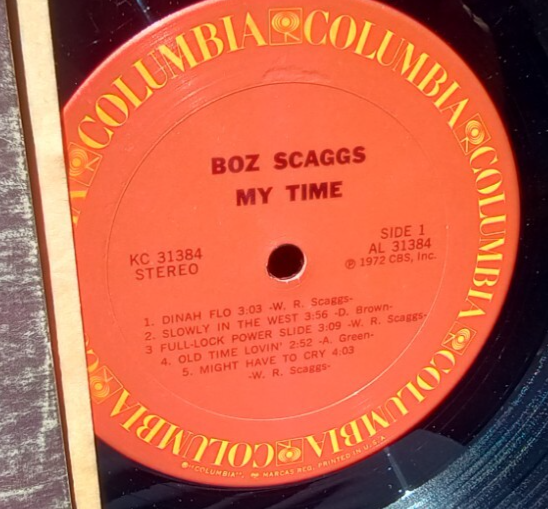 COLUMBIA COLUMBIA COLUMBIA COLUMBIA COLUMBIA COLUMBIA
BOZ SCAGGS
MY TIME
KC 31384
STEREO
SIDE 1
AL 31384
Ⓟ 1972 CBS, Inc.
1. DINAH FLO 3:03 -W. R. Scaggs-
2. SLOWLY IN THE WEST 3:56 -D. Brown-
3 FULL-LOCK POWER SLIDE 3:09 -W. R. Scaggs-
4. OLD TIME LOVIN' 2:52 -A. Green-
5. MIGHT HAVE TO CRY 4:03
-W. R. Scaggs-
® "COLUMBIA", MARCAS REG. PRINTED IN U.S.A.